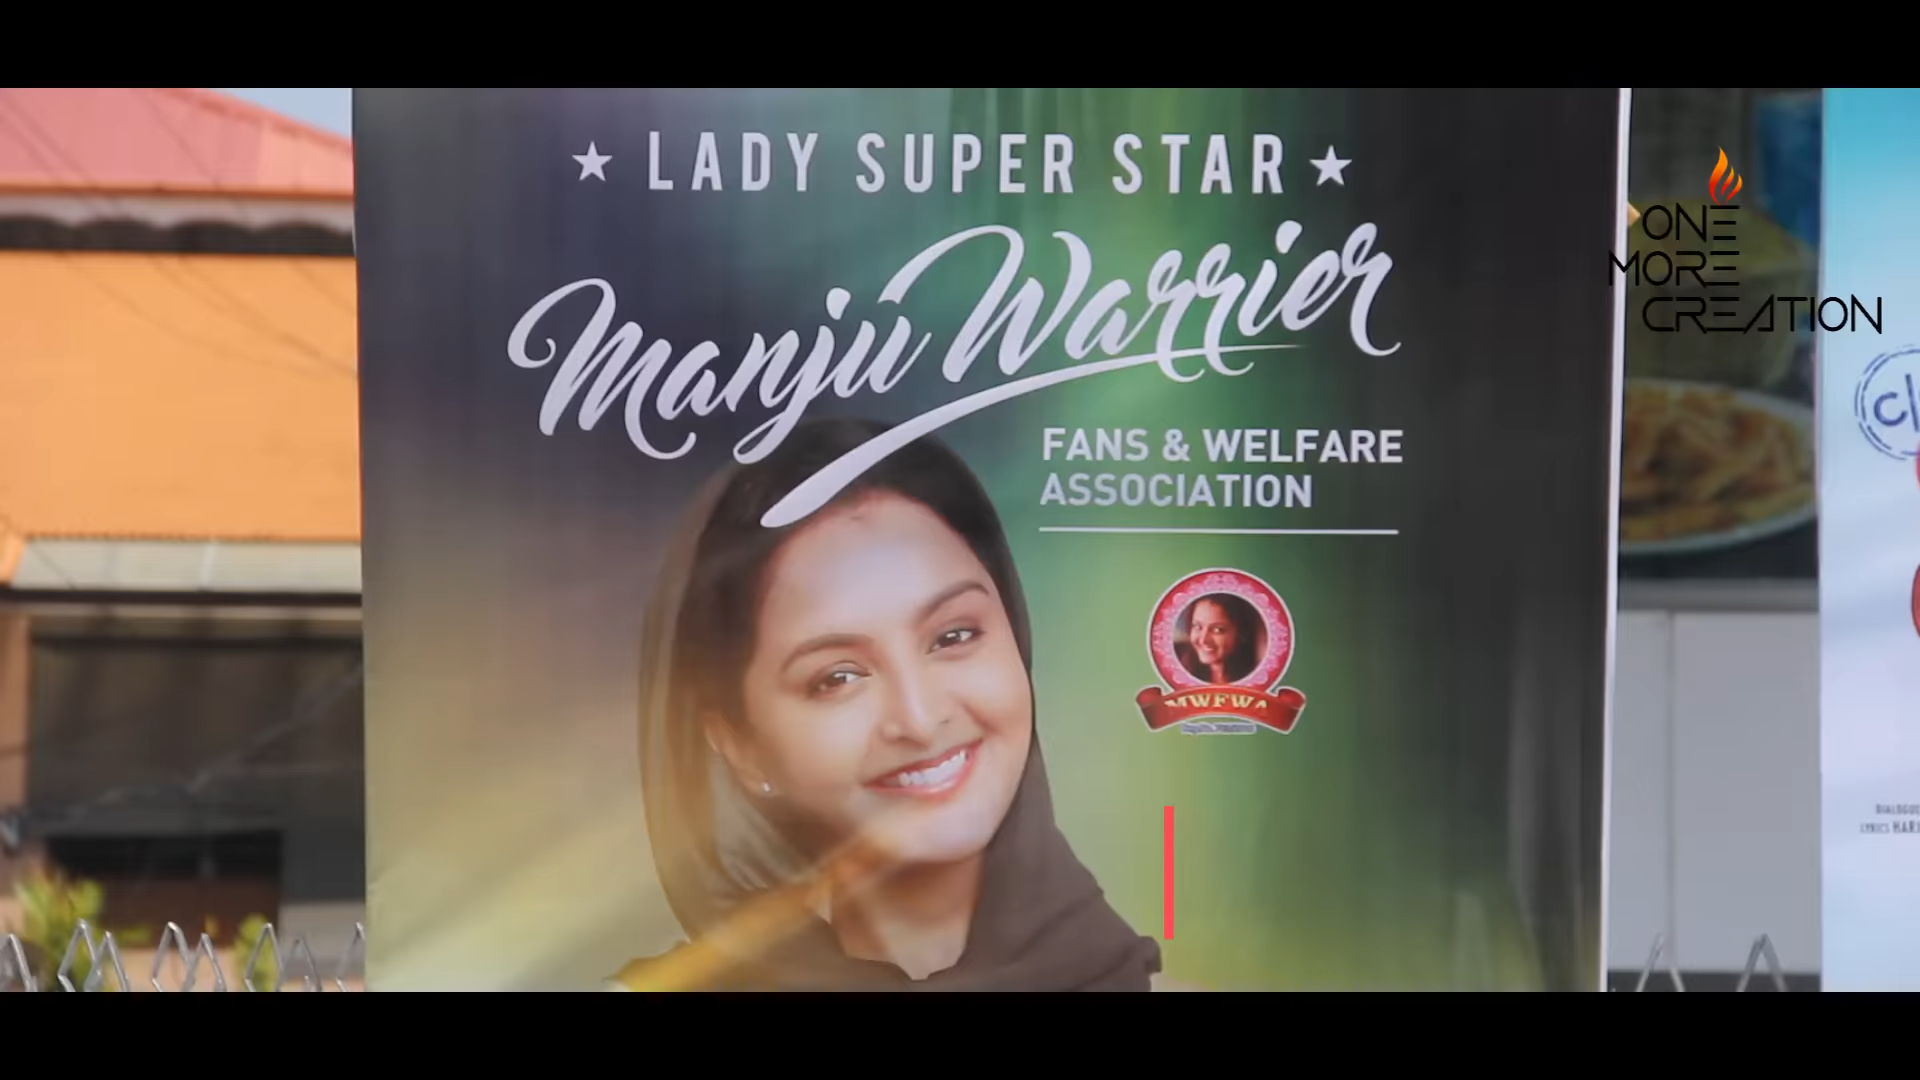 LADY SUPER STAR
Manju Warrier
FANS & WELFARE
ASSOCIATION
MWFWA
ONE
MORE
CREATION